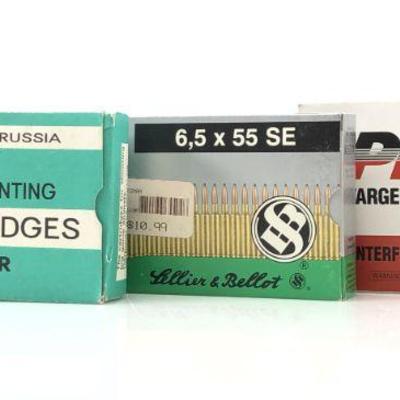 RUSSIA
NTING
DGES
R
6,5 x 55 SE
$10.99
Sellier & Bellot
ARGE
NTERF